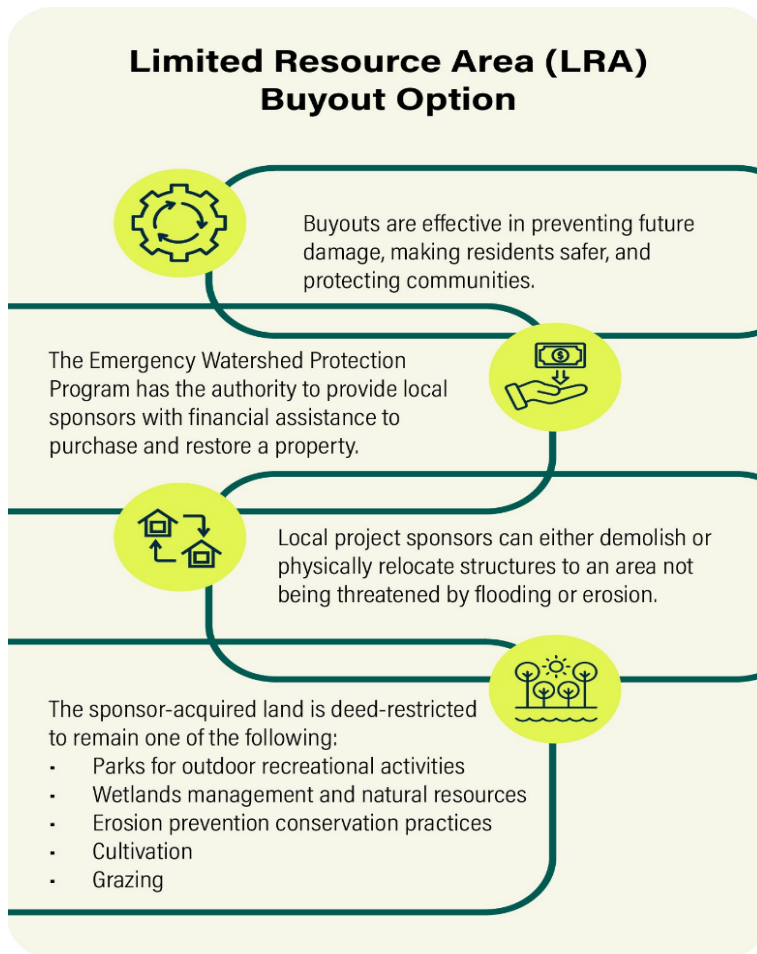 Limited Resource Area (LRA)
Buyout Option
Buyouts are effective in preventing future
damage, making residents safer, and
protecting communities.
The Emergency Watershed Protection
Program has the authority to provide local
sponsors with financial assistance to
purchase and restore a property.
Local project sponsors can either demolish or
physically relocate structures to an area not
being threatened by flooding or erosion.
The sponsor-acquired land is deed-restricted
to remain one of the following:
- Parks for outdoor recreational activities
- Wetlands management and natural resources
- Erosion prevention conservation practices
- Cultivation
- Grazing